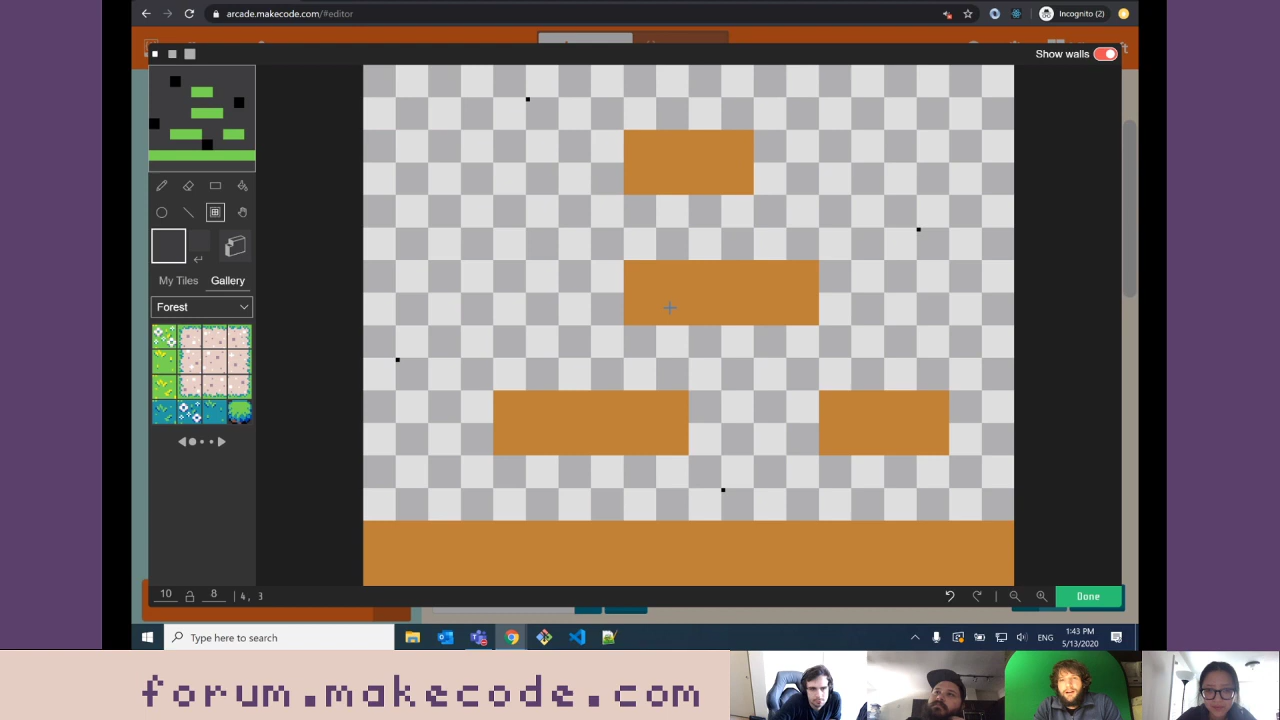 arcade.makecode.com/#editor
Incognito (2)
Show walls
My Tiles Gallery
Forest
10 8 4, 3
Done
Type here to search
ENG
1:43 PM
5/13/2020
forum.makecode.com